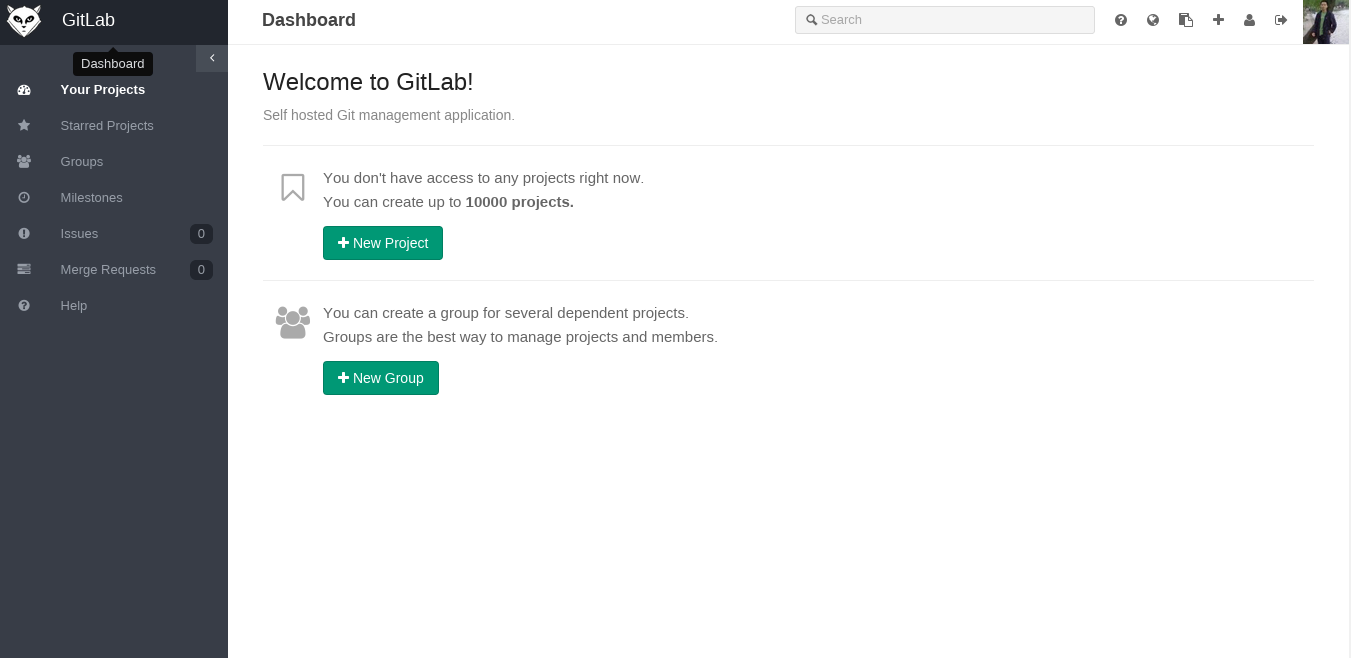 GitLab
Dashboard
Search
Dashboard
Your Projects
Starred Projects
Groups
Milestones
Issues 0
Merge Requests 0
Help
Welcome to GitLab!
Self hosted Git management application.
You don't have access to any projects right now.
You can create up to 10000 projects.
New Project
You can create a group for several dependent projects.
Groups are the best way to manage projects and members.
New Group